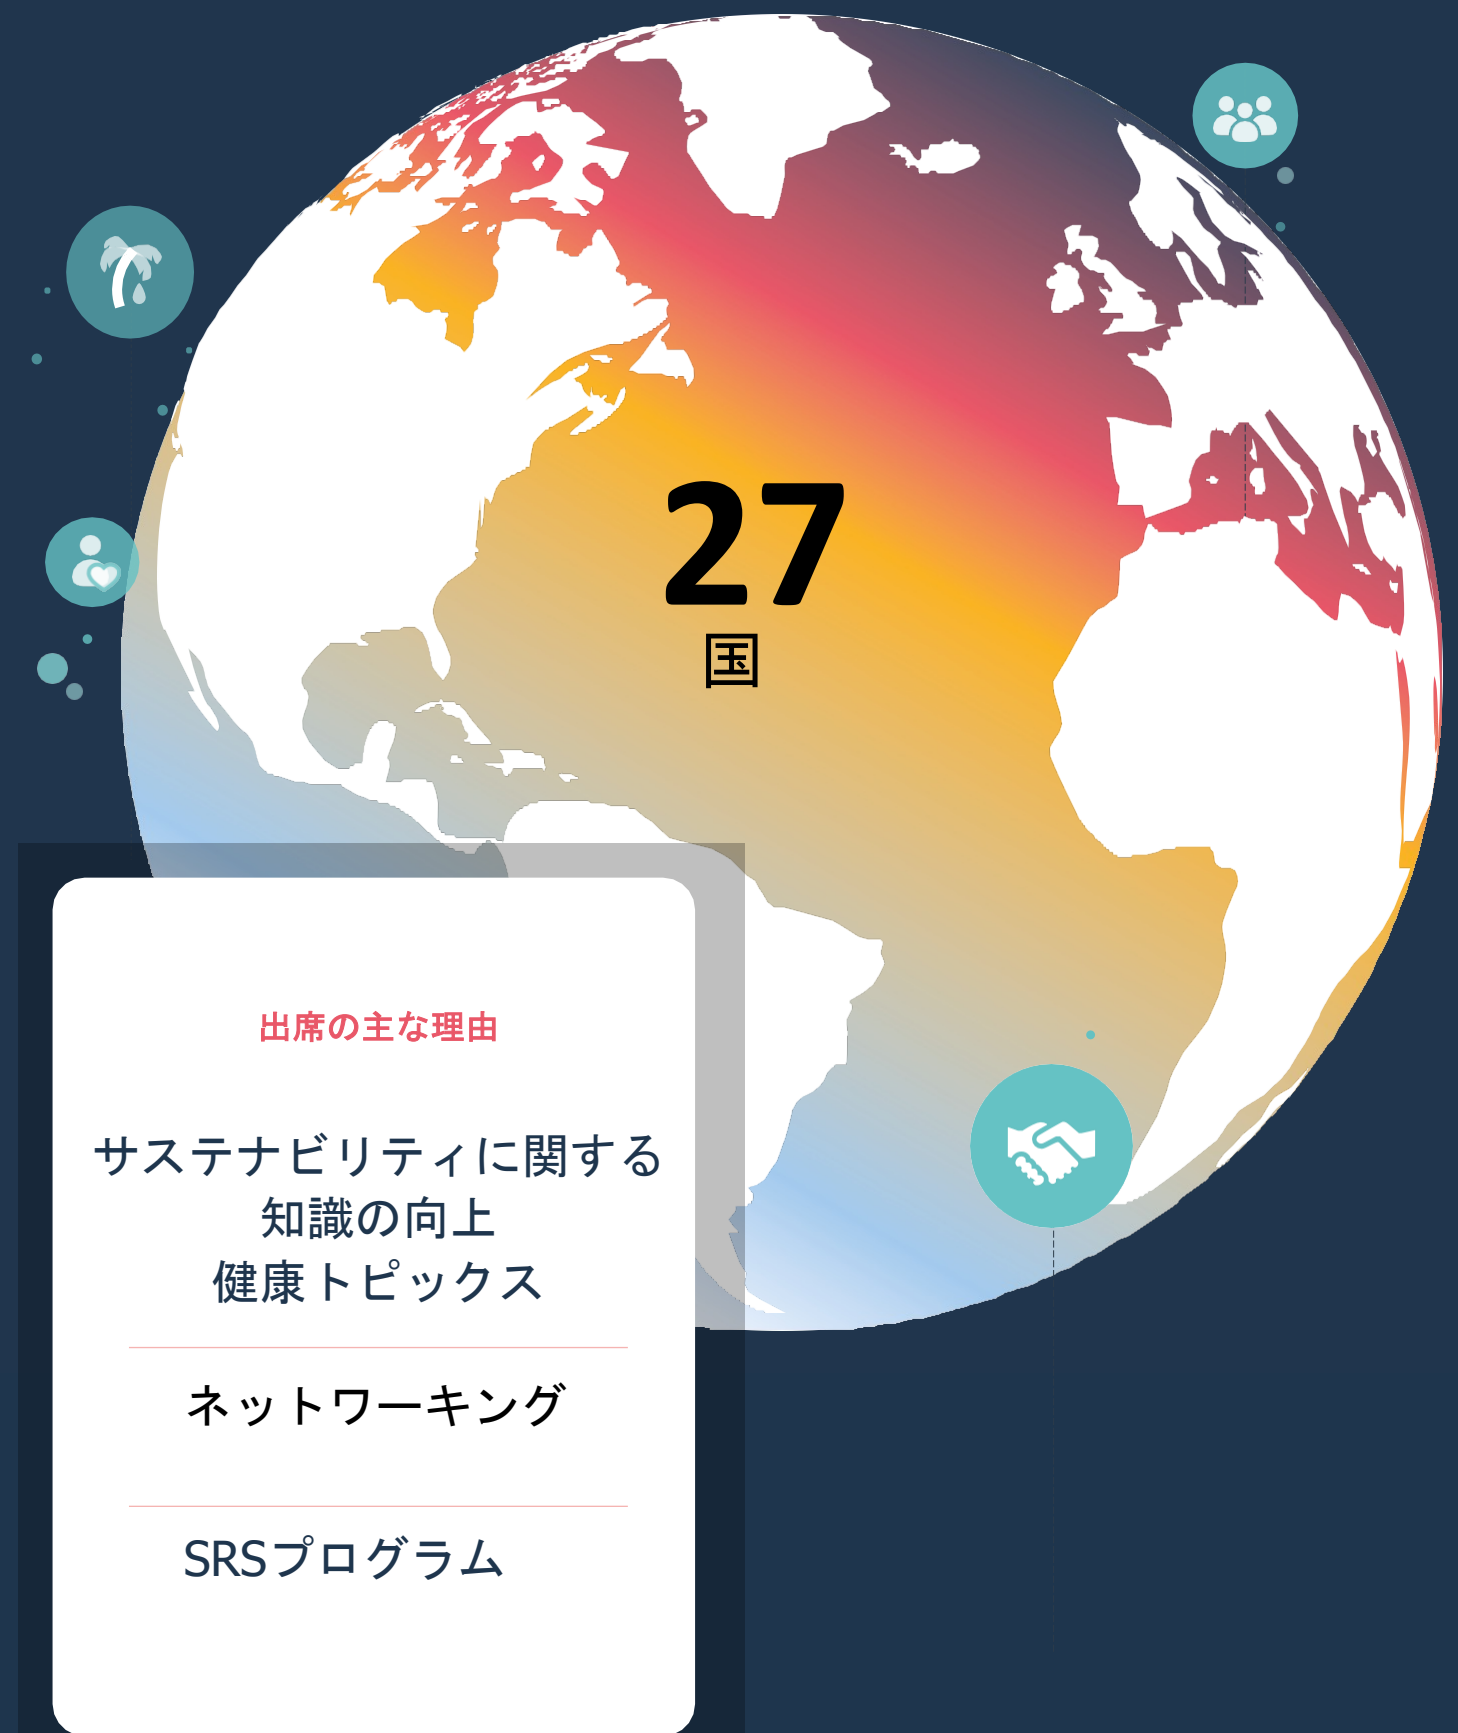 27
国
出席の主な理由
サステナビリティに関する
知識の向上
健康トピックス
ネットワーキング
SRSプログラム